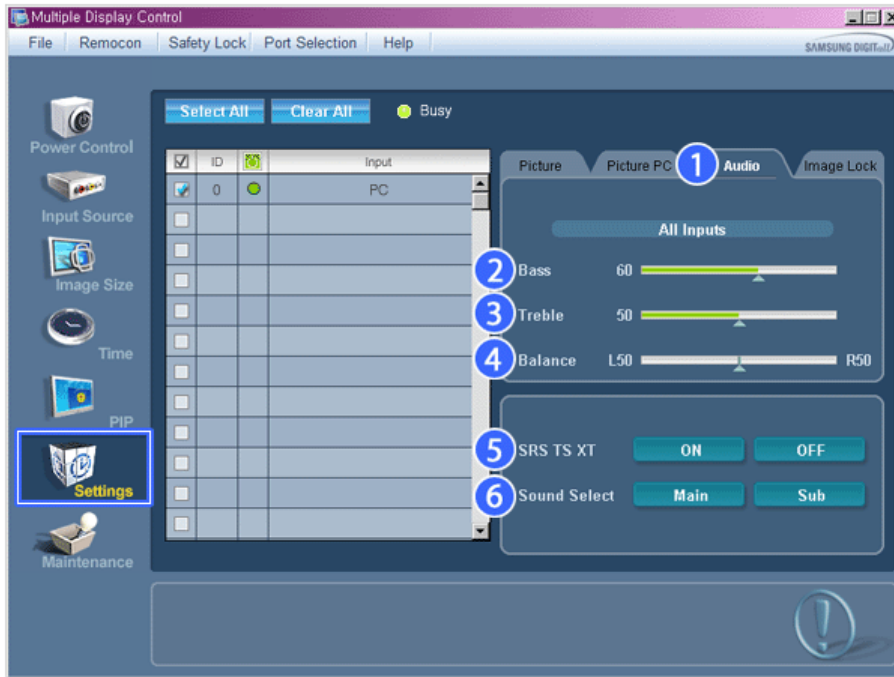 Multiple Display Control
File Remocon Safety Lock Port Selection Help
SAMSUNG DIGITall
Select All Clear All Busy
Power Control
Input Source
Image Size
Time
PIP
Settings
Maintenance
ID Input
0 PC
Picture Picture PC 1 Audio Image Lock
All Inputs
2 Bass 60
3 Treble 50
4 Balance L50 R50
5 SRS TS XT ON OFF
6 Sound Select Main Sub